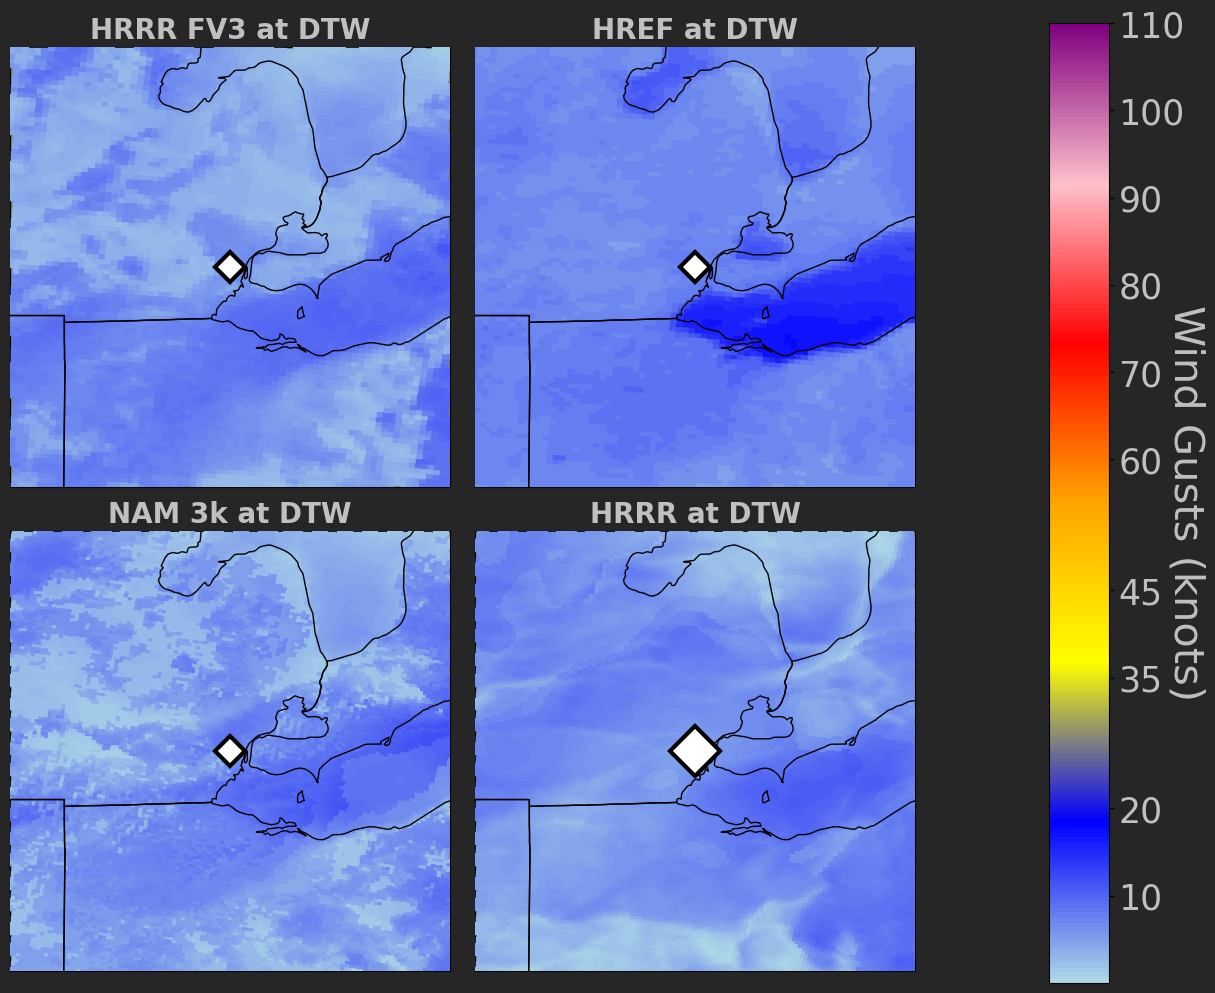 HRRR FV3 at DTW
HREF at DTW
NAM 3k at DTW
HRRR at DTW
110
100
90
80
70
60
45
35
20
10
Wind Gusts (knots)